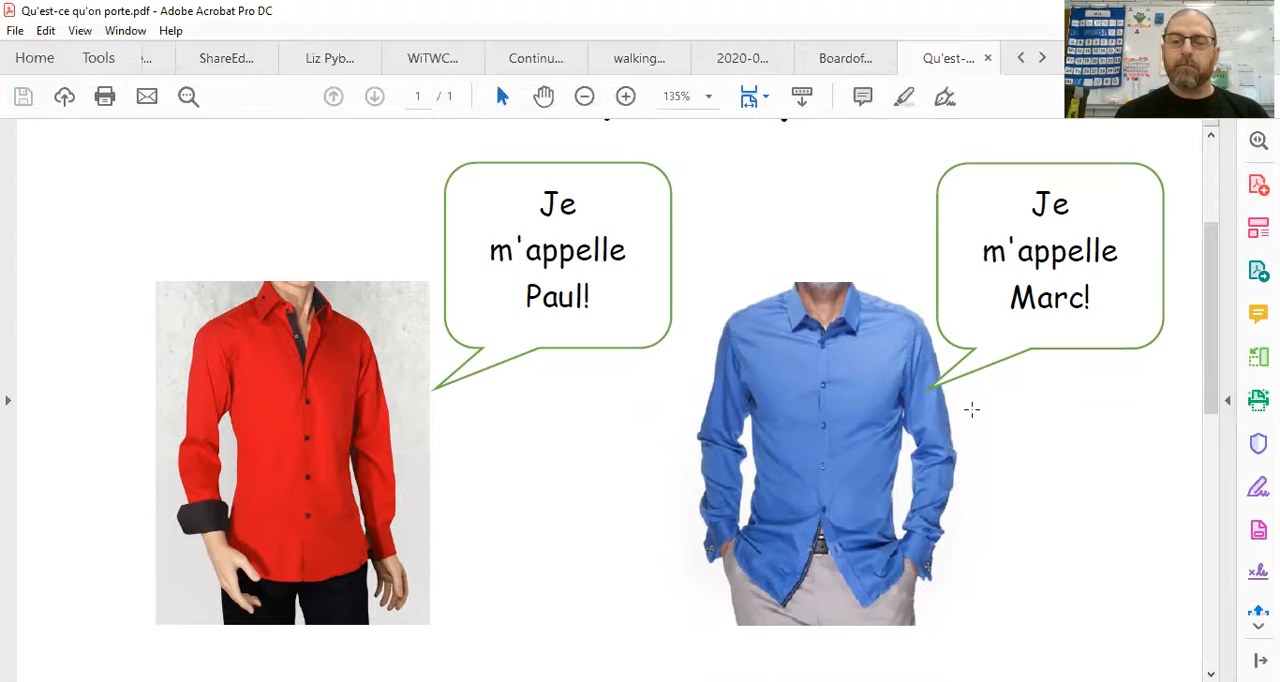 Qu'est-ce qu'on porte.pdf - Adobe Acrobat Pro DC
File Edit View Window Help
Home Tools e... ShareEd... Liz Pyb... WiTWC... Continu... walking... 2020-0... Boardof... Qu'est-...
1 / 1 135%
Je
m'appelle
Paul!
Je
m'appelle
Marc!